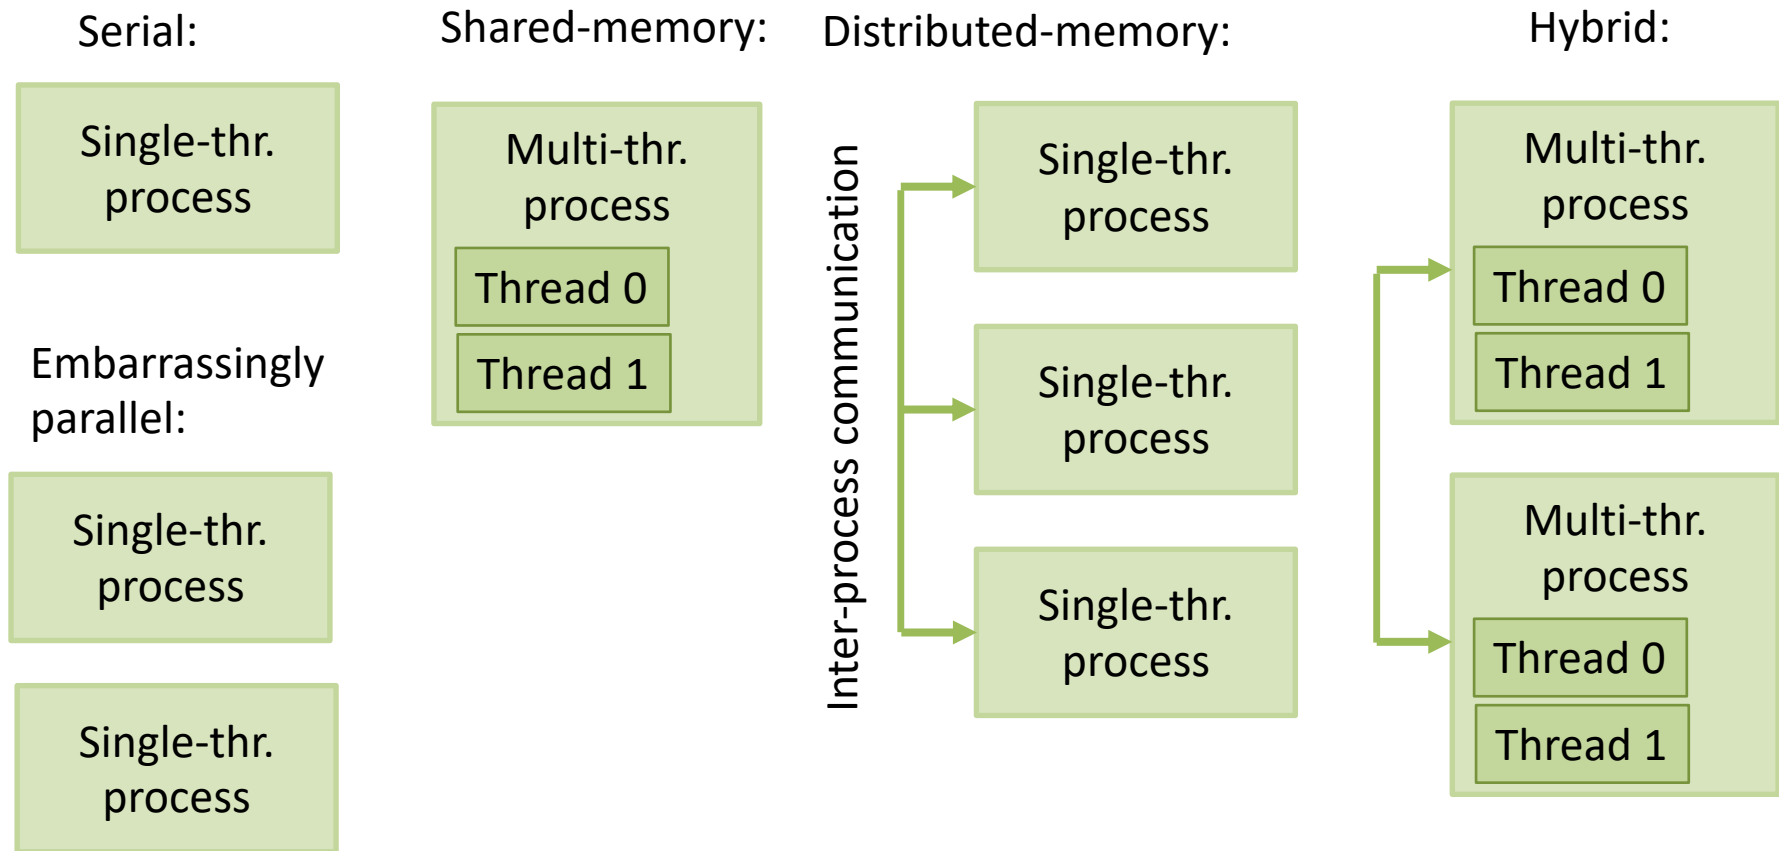 Serial:
Single-thr.
process
Embarrassingly
parallel:
Single-thr.
process
Single-thr.
process
Shared-memory:
Multi-thr.
process
Thread 0
Thread 1
Distributed-memory:
Inter-process communication
Single-thr.
process
Single-thr.
process
Single-thr.
process
Hybrid:
Multi-thr.
process
Thread 0
Thread 1
Multi-thr.
process
Thread 0
Thread 1